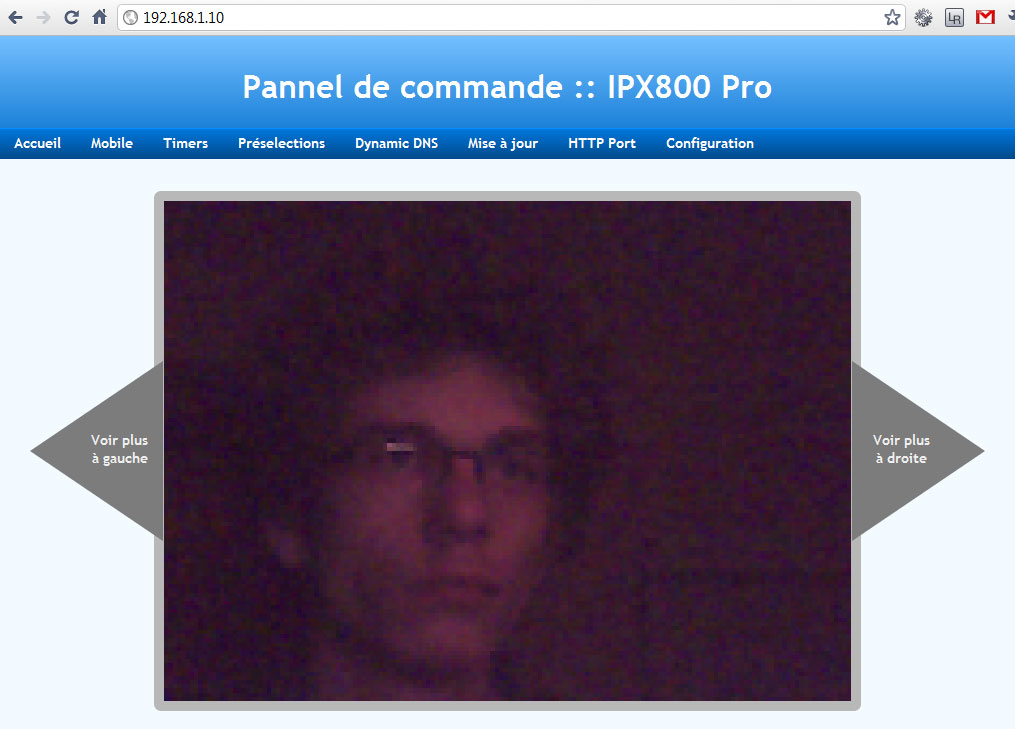 192.168.1.10
LR
Pannel de commande :: IPX800 Pro
Accueil Mobile Timers Préselections Dynamic DNS Mise à jour HTTP Port Configuration
Voir plus
à gauche
Voir plus
à droite